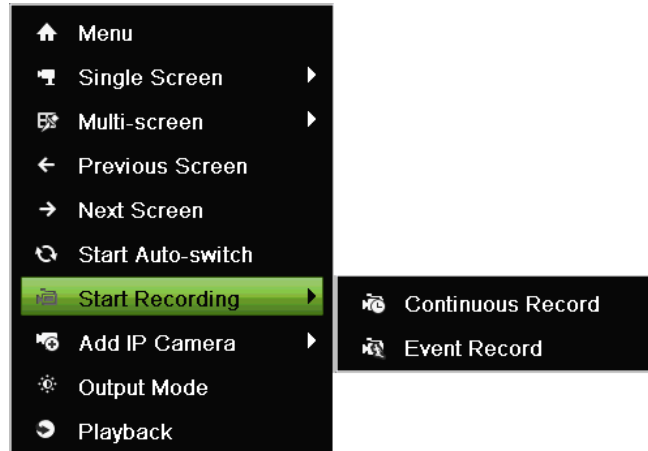 Menu
Single Screen
Multi-screen
Previous Screen
Next Screen
Start Auto-switch
Start Recording
Continuous Record
Add IP Camera
Event Record
Output Mode
Playback